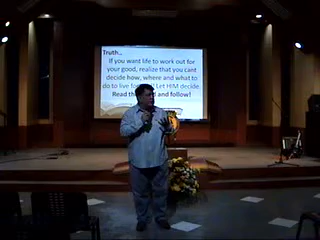 Truth...
If you want life to work out for
your good, realize that you cant
decide how, where and what to
do to live for Let HIM decide
Read and follow!